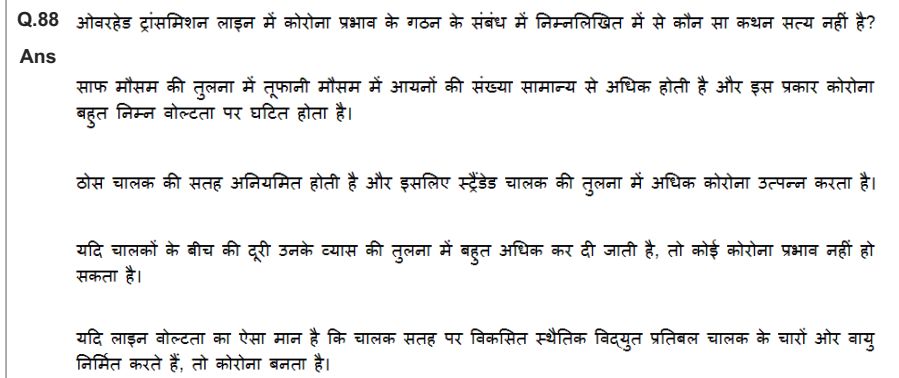 Q.88 ओवरहेड ट्रांसमिशन लाइन में कोरोना प्रभाव के गठन के संबंध में निम्नलिखित में से कौन सा कथन सत्य नहीं है?
Ans
साफ मौसम की तुलना में तूफानी मौसम में आयनों की संख्या सामान्य से अधिक होती है और इस प्रकार कोरोना
बहुत निम्न वोल्टता पर घटित होता है।
ठोस चालक की सतह अनियमित होती है और इसलिए स्ट्रैंडेड चालक की तुलना में अधिक कोरोना उत्पन्न करता है।
यदि चालकों के बीच की दूरी उनके व्यास की तुलना में बहुत अधिक कर दी जाती है, तो कोई कोरोना प्रभाव नहीं हो
सकता है।
यदि लाइन वोल्टता का ऐसा मान है कि चालक सतह पर विकसित स्थैतिक विद्युत प्रतिबल चालक के चारों ओर वायु
निर्मित करते हैं, तो कोरोना बनता है।